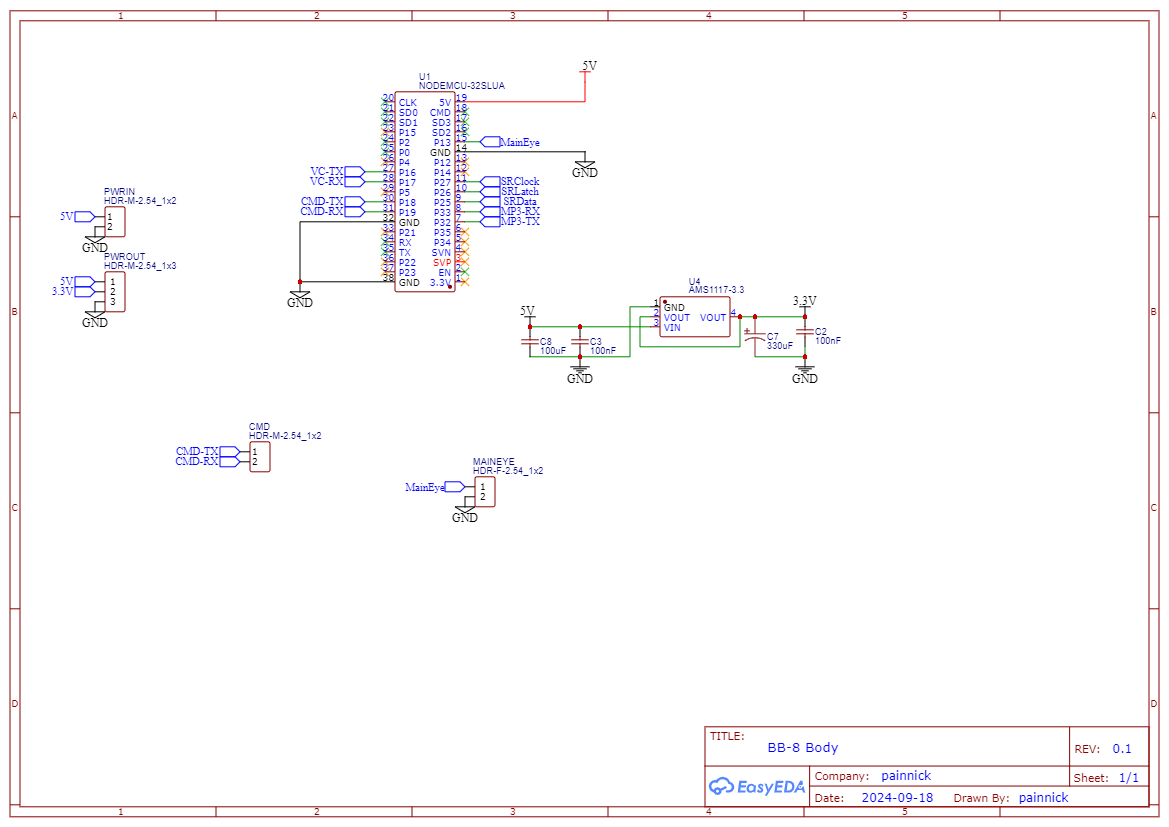 1 2 3 4 5
A A
B B
C C
D D
5V
U1
NODEMCU-32SLUA
20 CLK 5V 19
21 SD0 CMD 18
22 SD1 SD3 17
23 P15 SD2 16
24 P2 P13 15 MainEye
25 P0 GND 14
26 P4 P12 13
VC-TX 27 P16 P14 12
VC-RX 28 P17 P27 11 SRClock
29 P5 P26 10 SRLatch
CMD-TX 30 P18 P25 9 SRData
CMD-RX 31 P19 P33 8 MP3-RX
32 GND P32 7 MP3-TX
33 P21 P35 6
34 RX P34 5
35 TX SVN 4
36 P22 SVP 3
37 P23 EN 2
38 GND 3.3V 1
GND
GND
PWRIN
HDR-M-2.54_1x2
5V 1
2
GND
PWROUT
HDR-M-2.54_1x3
5V 1
3.3V 2
3
GND
U4
AMS1117-3.3
1 GND
2 VOUT VOUT 4
3 VIN
5V
C8
100uF
C3
100nF
GND
3.3V
C7
330uF
C2
100nF
GND
CMD
HDR-M-2.54_1x2
CMD-TX 1
CMD-RX 2
MAINEYE
HDR-F-2.54_1x2
MainEye 1
2
GND
TITLE:
BB-8 Body
REV: 0.1
EasyEDA
Company: painnick
Sheet: 1/1
Date: 2024-09-18 Drawn By: painnick
1 2 3 4 5